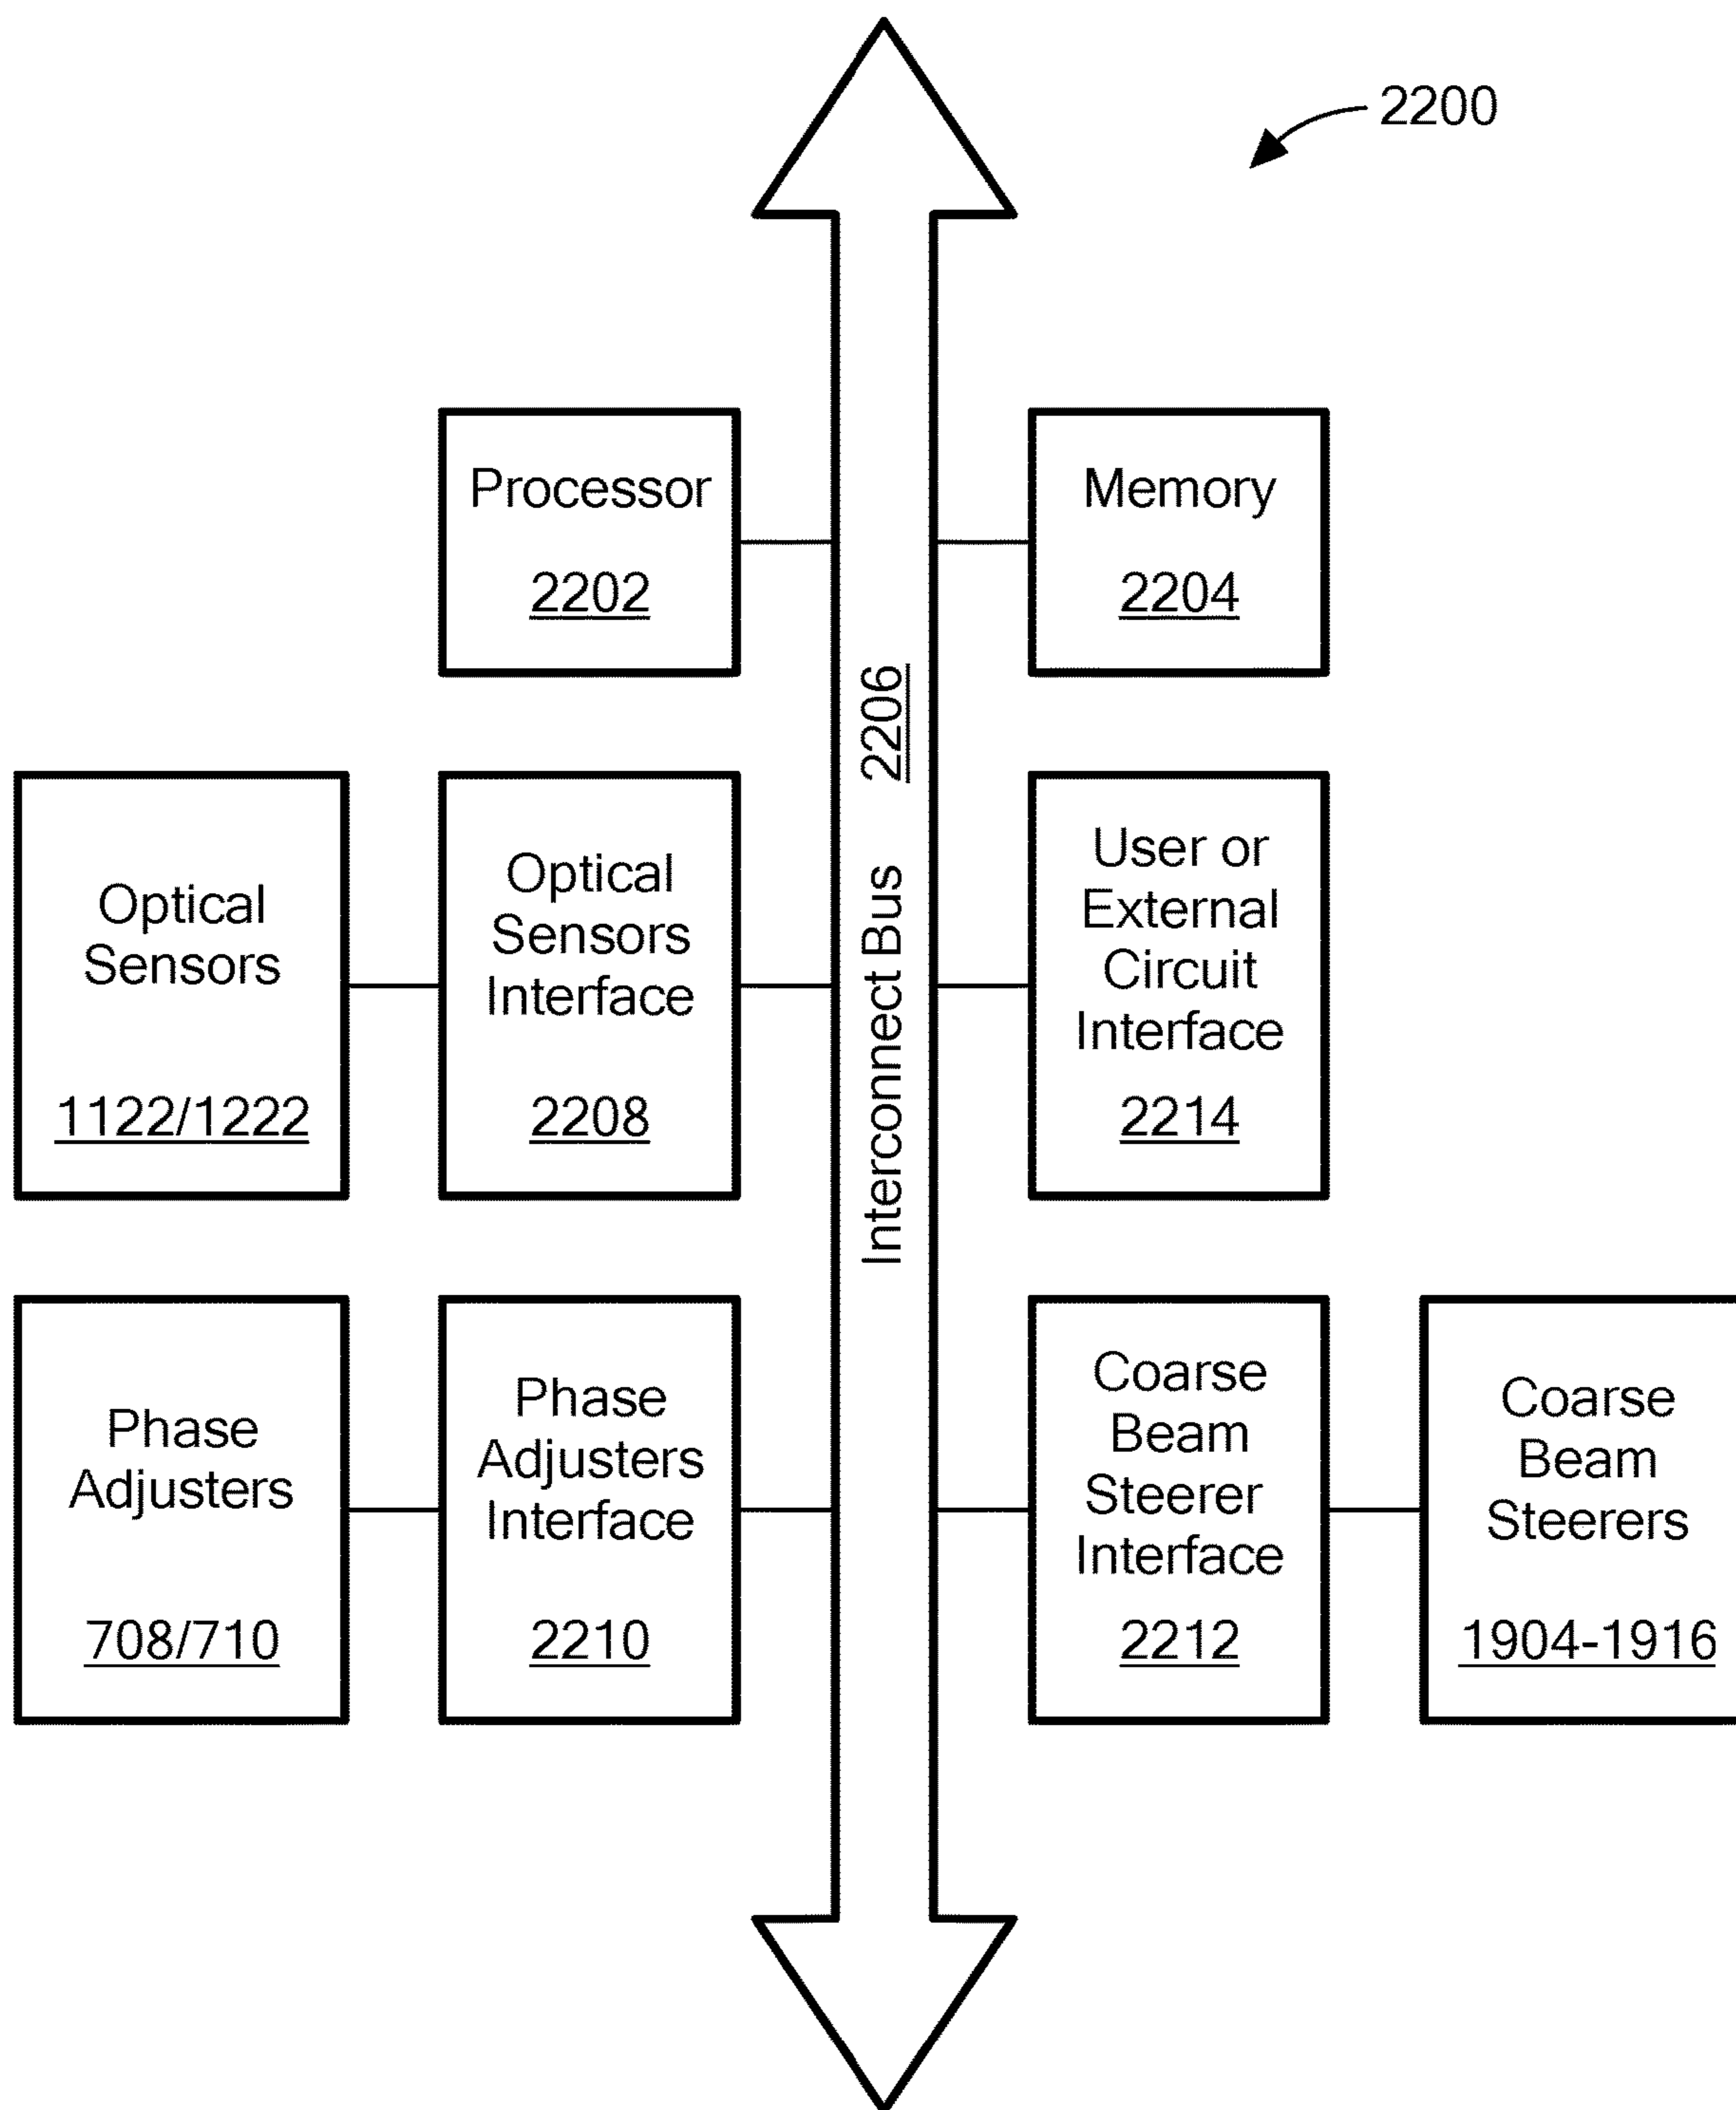 2200
Processor
2202
Memory
2204
Interconnect Bus 2206
Optical
Sensors
1122/1222
Optical
Sensors
Interface
2208
User or
External
Circuit
Interface
2214
Phase
Adjusters
708/710
Phase
Adjusters
Interface
2210
Coarse
Beam
Steerer
Interface
2212
Coarse
Beam
Steerers
1904-1916